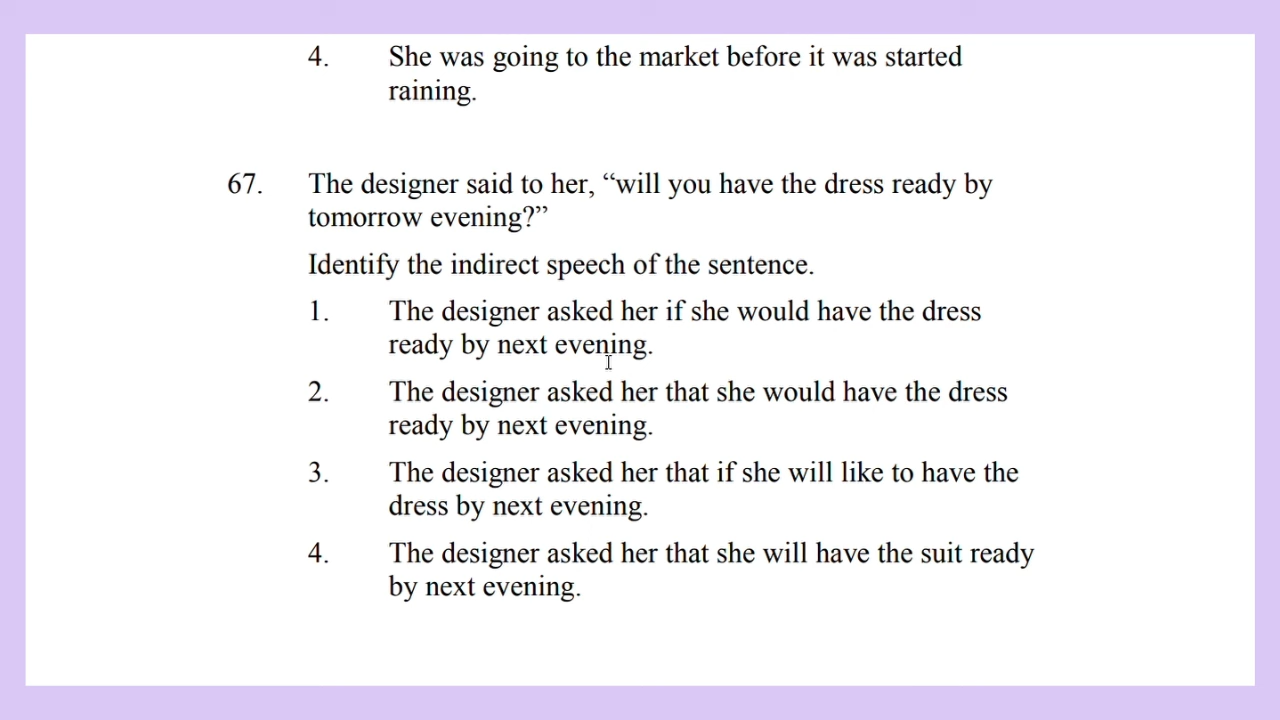 4. She was going to the market before it was started
raining.
67. The designer said to her, “will you have the dress ready by
tomorrow evening?”
Identify the indirect speech of the sentence.
1. The designer asked her if she would have the dress
ready by next evening.
2. The designer asked her that she would have the dress
ready by next evening.
3. The designer asked her that if she will like to have the
dress by next evening.
4. The designer asked her that she will have the suit ready
by next evening.